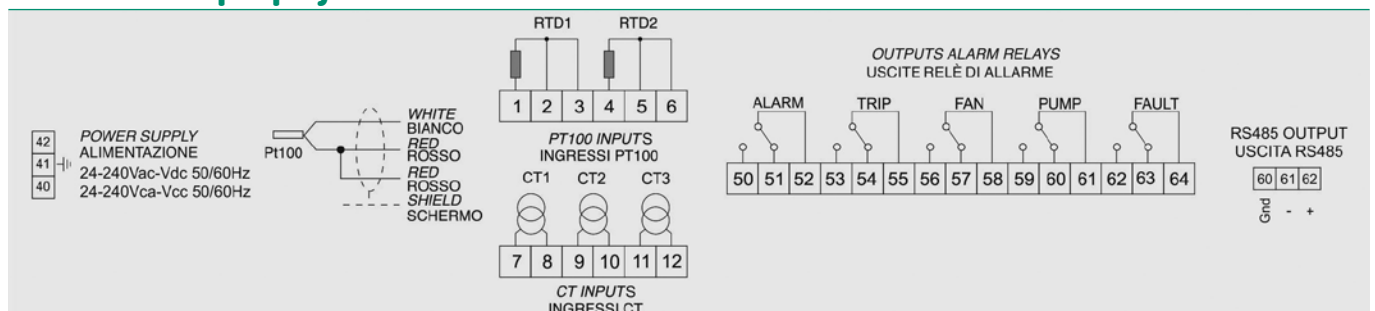 42
41
40
POWER SUPPLY
ALIMENTAZIONE
24-240Vac-Vdc 50/60Hz
24-240Vca-Vcc 50/60Hz
Pt100
WHITE
BIANCO
RED
ROSSO
RED
ROSSO
SHIELD
SCHERMO
RTD1 RTD2
1 2 3 4 5 6
PT100 INPUTS
INGRESSI PT100
CT1 CT2 CT3
7 8 9 10 11 12
CT INPUTS
INGRESSI CT
OUTPUTS ALARM RELAYS
USCITE RELÈ DI ALLARME
ALARM TRIP FAN PUMP FAULT
50 51 52 53 54 55 56 57 58 59 60 61 62 63 64
RS485 OUTPUT
USCITA RS485
60 61 62
Gnd - +